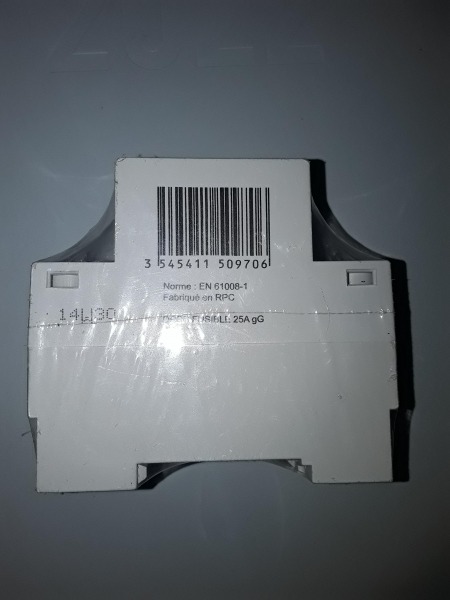 3 545411 509706
Norme : EN 61008-1
Fabriqué en RPC
14W30
FUSIBLE 25A gG